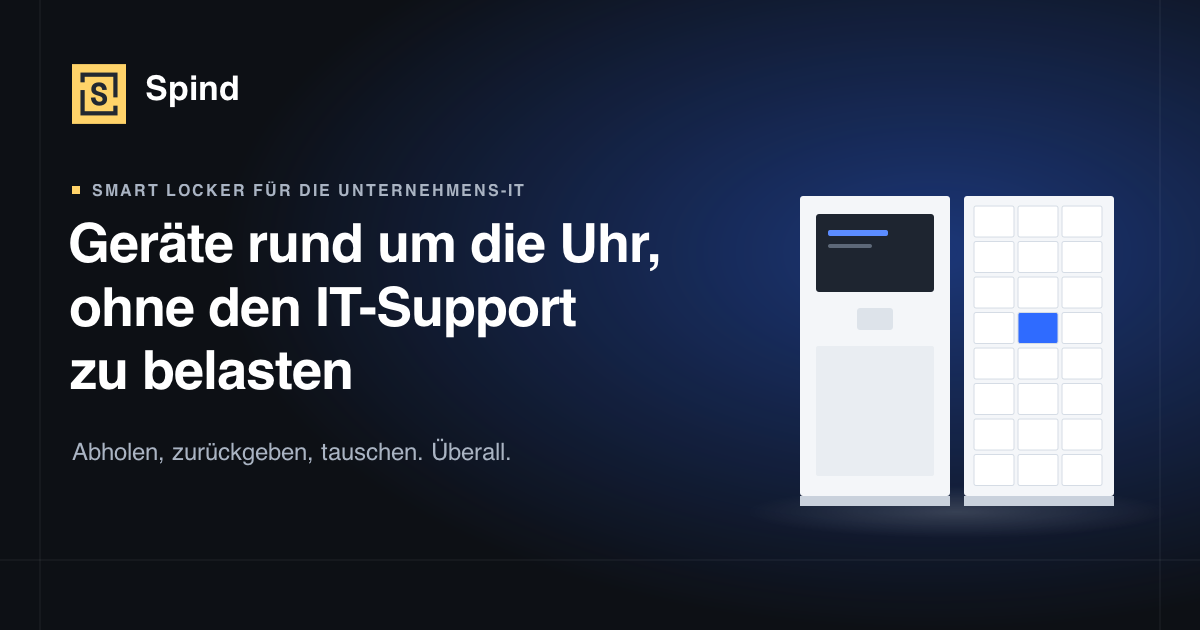 S
Spind
SMART LOCKER FÜR DIE UNTERNEHMENS-IT
Geräte rund um die Uhr,
ohne den IT-Support
zu belasten
Abholen, zurückgeben, tauschen. Überall.